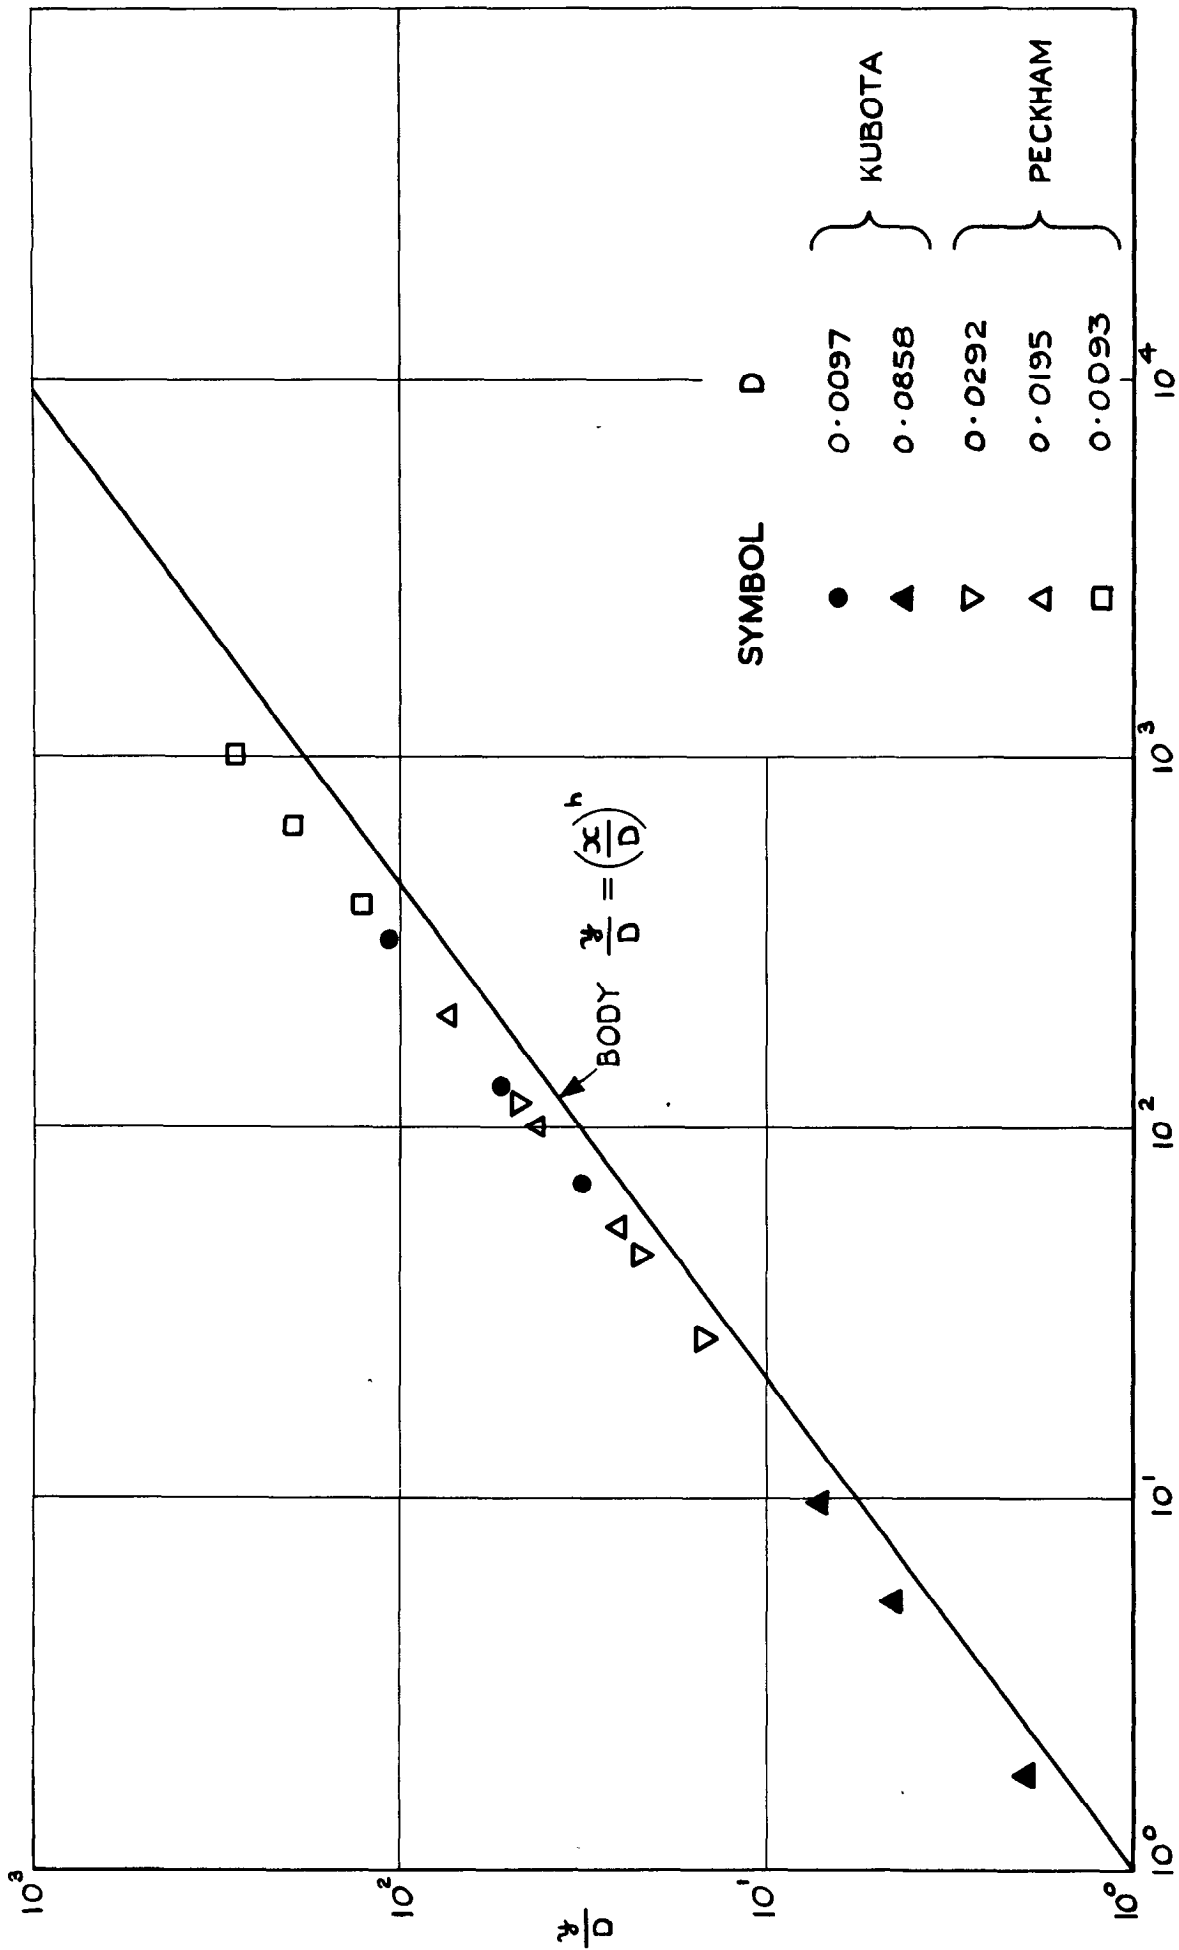 10³
10²
10¹
10⁰
y/D
10⁰
10¹
10²
10³
10⁴
BODY y/D = (x/D)ⁿ
SYMBOL D
● 0·0097
▲ 0·0858
KUBOTA
▽ 0·0292
△ 0·0195
□ 0·0093
PECKHAM